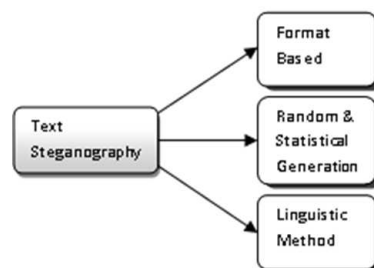 Format
Based
Text
Steganography
Random &
Statistical
Generation
Linguistic
Method